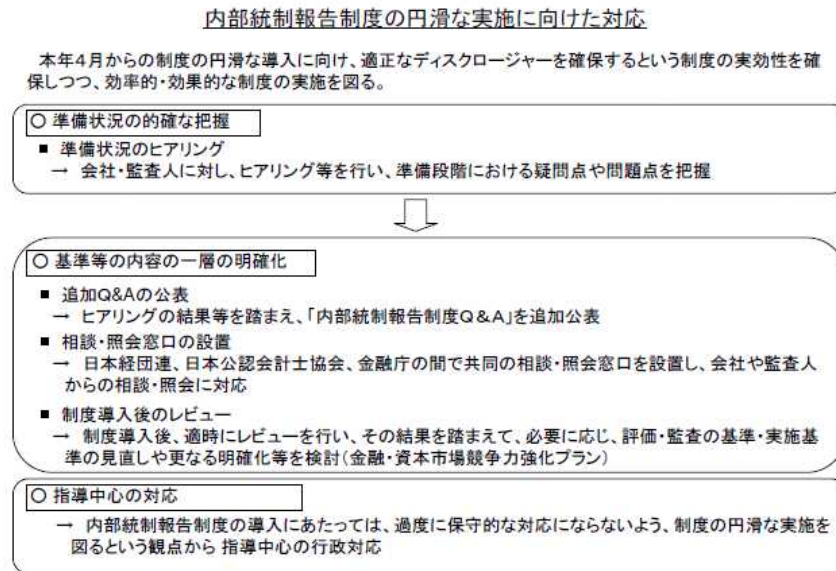 内部統制報告制度の円滑な実施に向けた対応
本年4月からの制度の円滑な導入に向け、適正なディスクロージャーを確保するという制度の実効性を確
保しつつ、効率的・効果的な制度の実施を図る。
○ 準備状況の的確な把握
■ 準備状況のヒアリング
→ 会社・監査人に対し、ヒアリング等を行い、準備段階における疑問点や問題点を把握
○ 基準等の内容の一層の明確化
■ 追加Q&Aの公表
→ ヒアリングの結果等を踏まえ、「内部統制報告制度Q&A」を追加公表
■ 相談・照会窓口の設置
→ 日本経団連、日本公認会計士協会、金融庁の間で共同の相談・照会窓口を設置し、会社や監査人
からの相談・照会に対応
■ 制度導入後のレビュー
→ 制度導入後、適時にレビューを行い、その結果を踏まえて、必要に応じ、評価・監査の基準・実施基
準の見直しや更なる明確化等を検討(金融・資本市場競争力強化プラン)
○ 指導中心の対応
→ 内部統制報告制度の導入にあたっては、過度に保守的な対応にならないよう、制度の円滑な実施を
図るという観点から 指導中心の行政対応